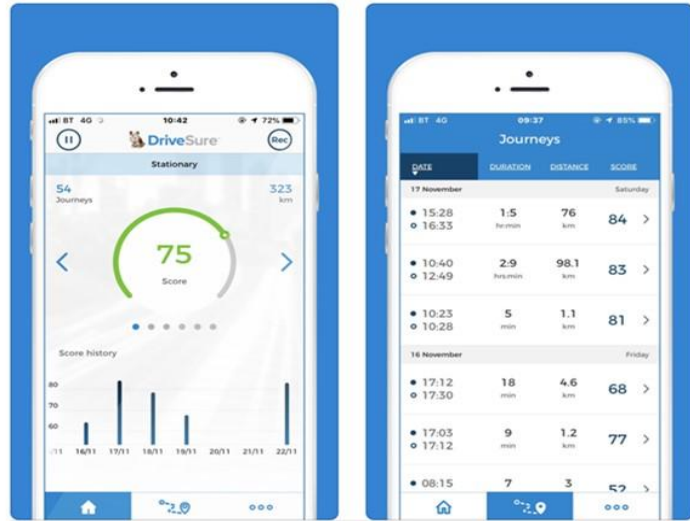 BT 4G 10:42 72%
DriveSure
Rec
Stationary
54 323
Journeys km
75
Score
Score history
80
70
60
/11 16/11 17/11 18/11 19/11 20/11 21/11 22/11
BT 4G 09:37 85%
Journeys
DATE DURATION DISTANCE SCORE
17 November Saturday
15:28 1:5 76 84
16:33 hr:min km
10:40 2:9 98.1 83
12:49 hrs:min km
10:23 5 1.1 81
10:28 min km
16 November Friday
17:12 18 4.6 68
17:30 min km
17:03 9 1.2 77
17:12 min km
08:15 7 3 52